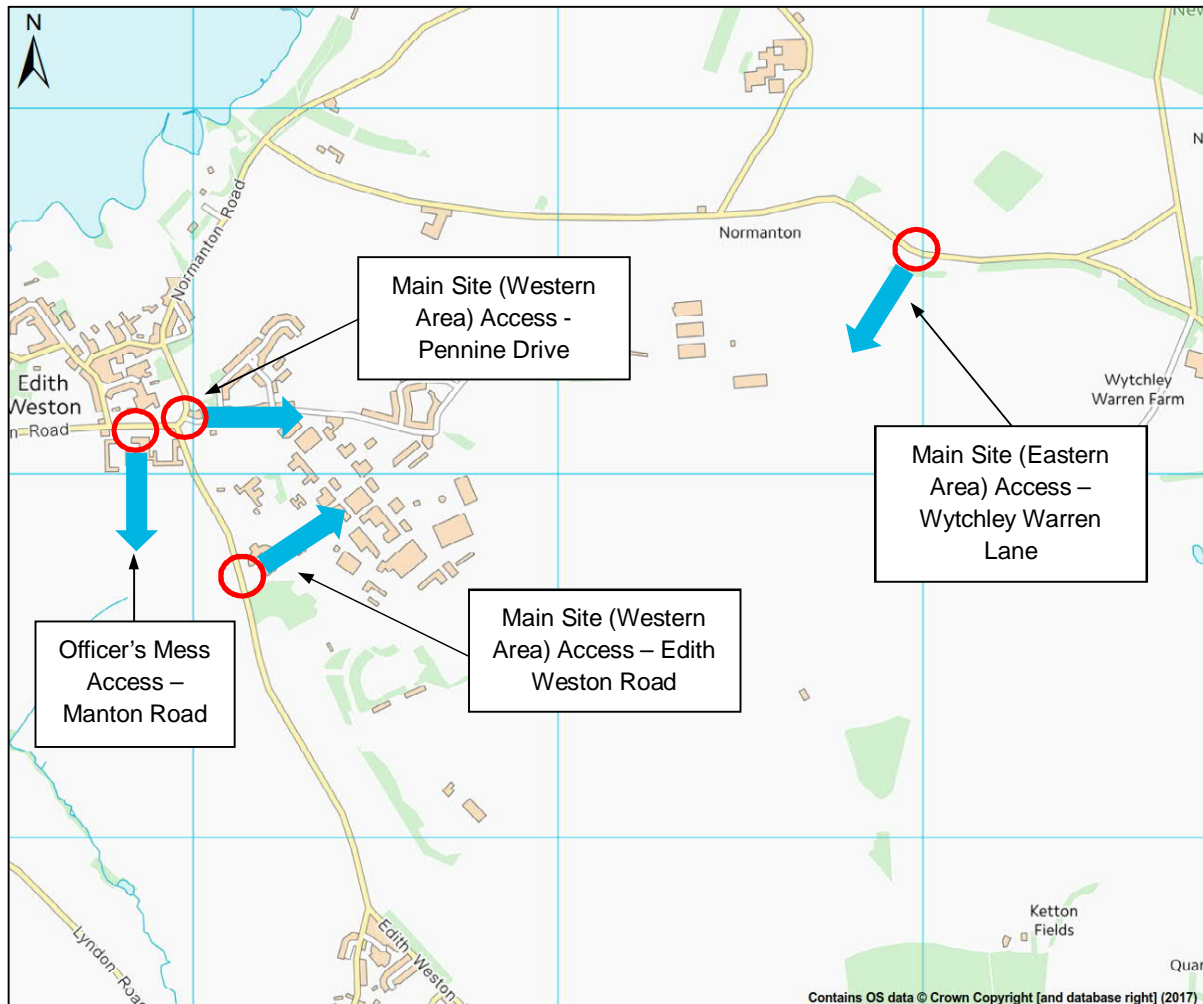 N
New
N
Normanton Road
Normanton
Main Site (Western
Area) Access -
Pennine Drive
Edith
Weston
n Road
Wytchley
Warren Farm
Main Site (Eastern
Area) Access –
Wytchley Warren
Lane
Officer's Mess
Access –
Manton Road
Main Site (Western
Area) Access – Edith
Weston Road
Edith Weston
Lyndon Road
Ketton
Fields
Quar
Contains OS data © Crown Copyright [and database right] (2017)